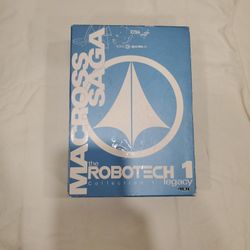 MACROSS
SAGA
the
ROBOTECH 1
Collection
legacy